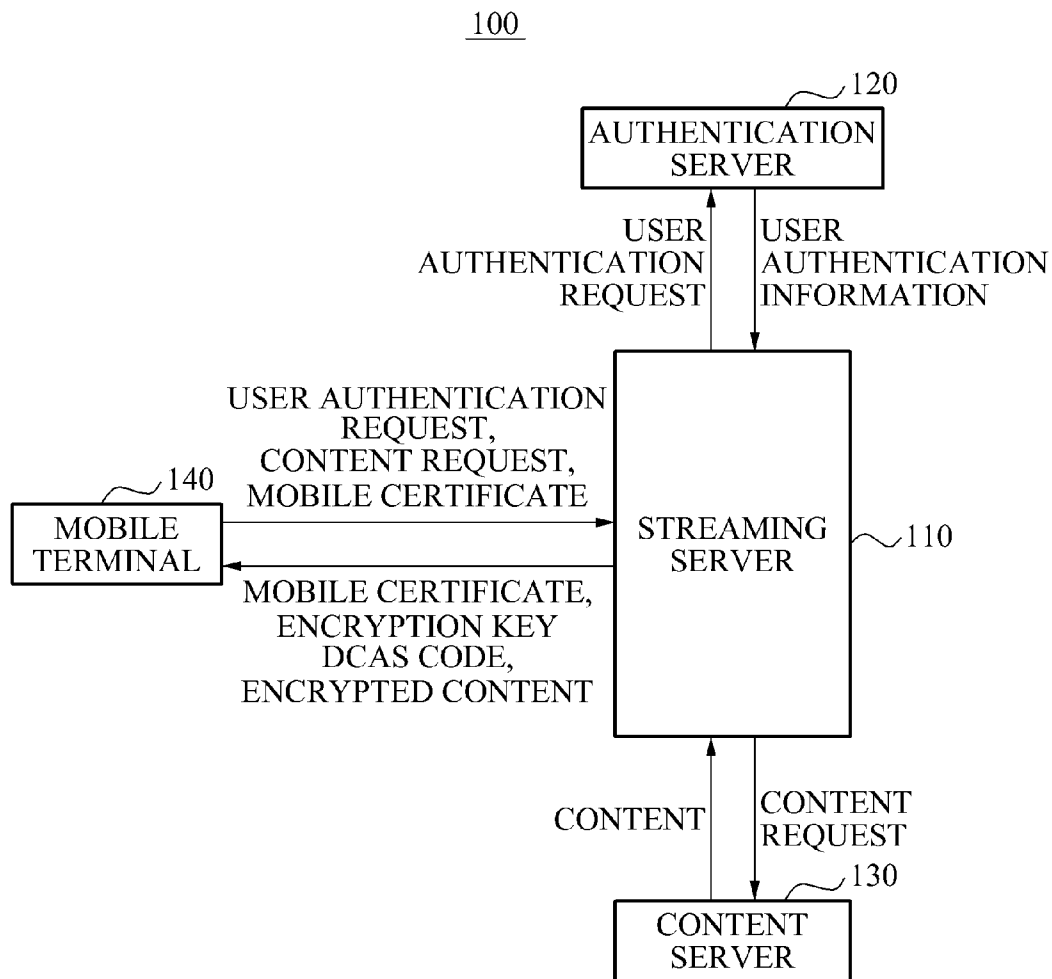 100
120
AUTHENTICATION
SERVER
USER
AUTHENTICATION
REQUEST
USER
AUTHENTICATION
INFORMATION
USER AUTHENTICATION
REQUEST,
CONTENT REQUEST,
MOBILE CERTIFICATE
140
MOBILE
TERMINAL
STREAMING
SERVER
110
MOBILE CERTIFICATE,
ENCRYPTION KEY
DCAS CODE,
ENCRYPTED CONTENT
CONTENT
CONTENT
REQUEST
130
CONTENT
SERVER